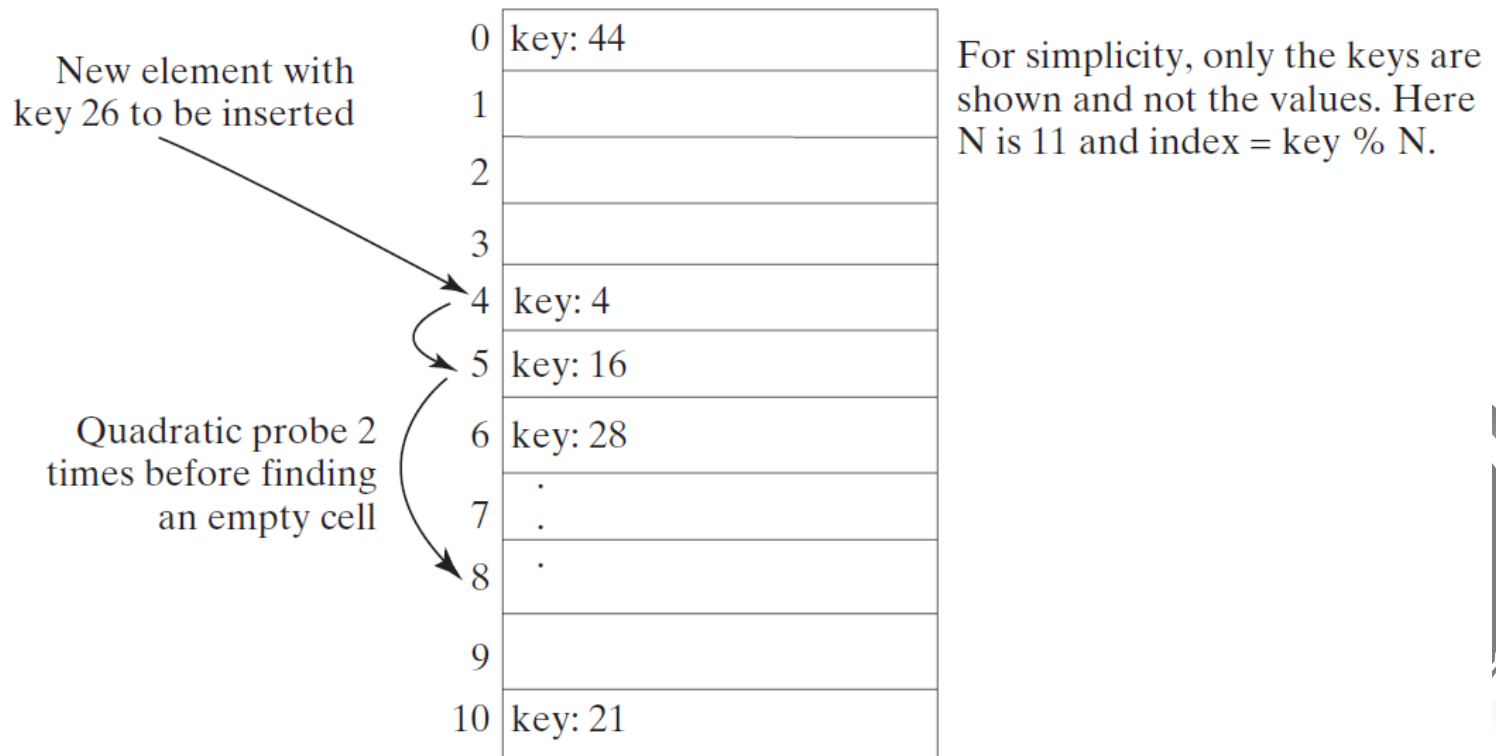 New element with
key 26 to be inserted
Quadratic probe 2
times before finding
an empty cell
0 key: 44
1
2
3
4 key: 4
5 key: 16
6 key: 28
7 .
.
8 .
9
10 key: 21
For simplicity, only the keys are
shown and not the values. Here
N is 11 and index = key % N.